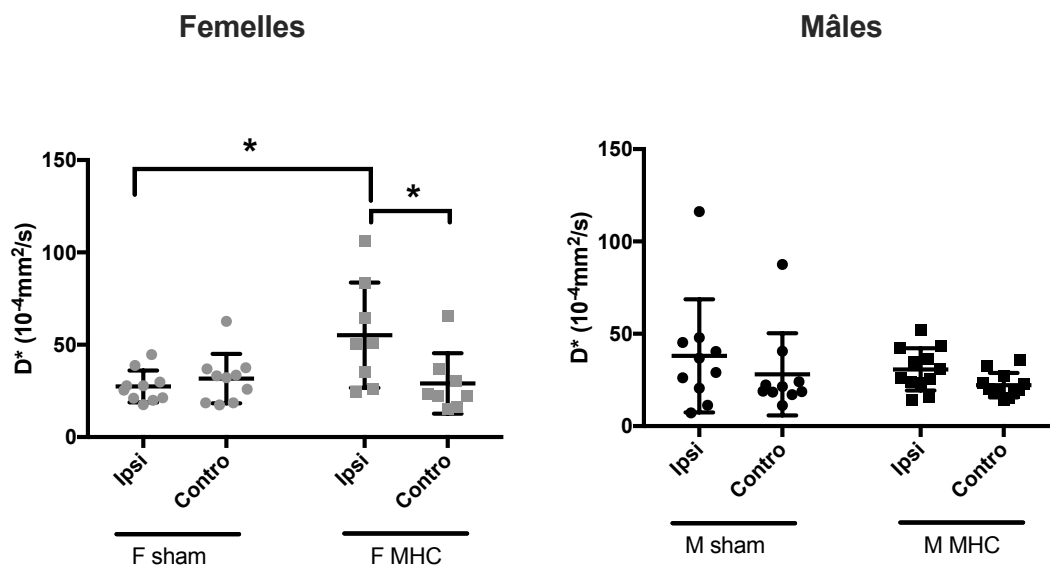 Femelles
Mâles
*
*
150
100
50
0
D* (10-4mm2/s)
Ipsi
Contro
Ipsi
Contro
F sham
F MHC
150
100
50
0
D* (10-4mm2/s)
Ipsi
Contro
Ipsi
Contro
M sham
M MHC